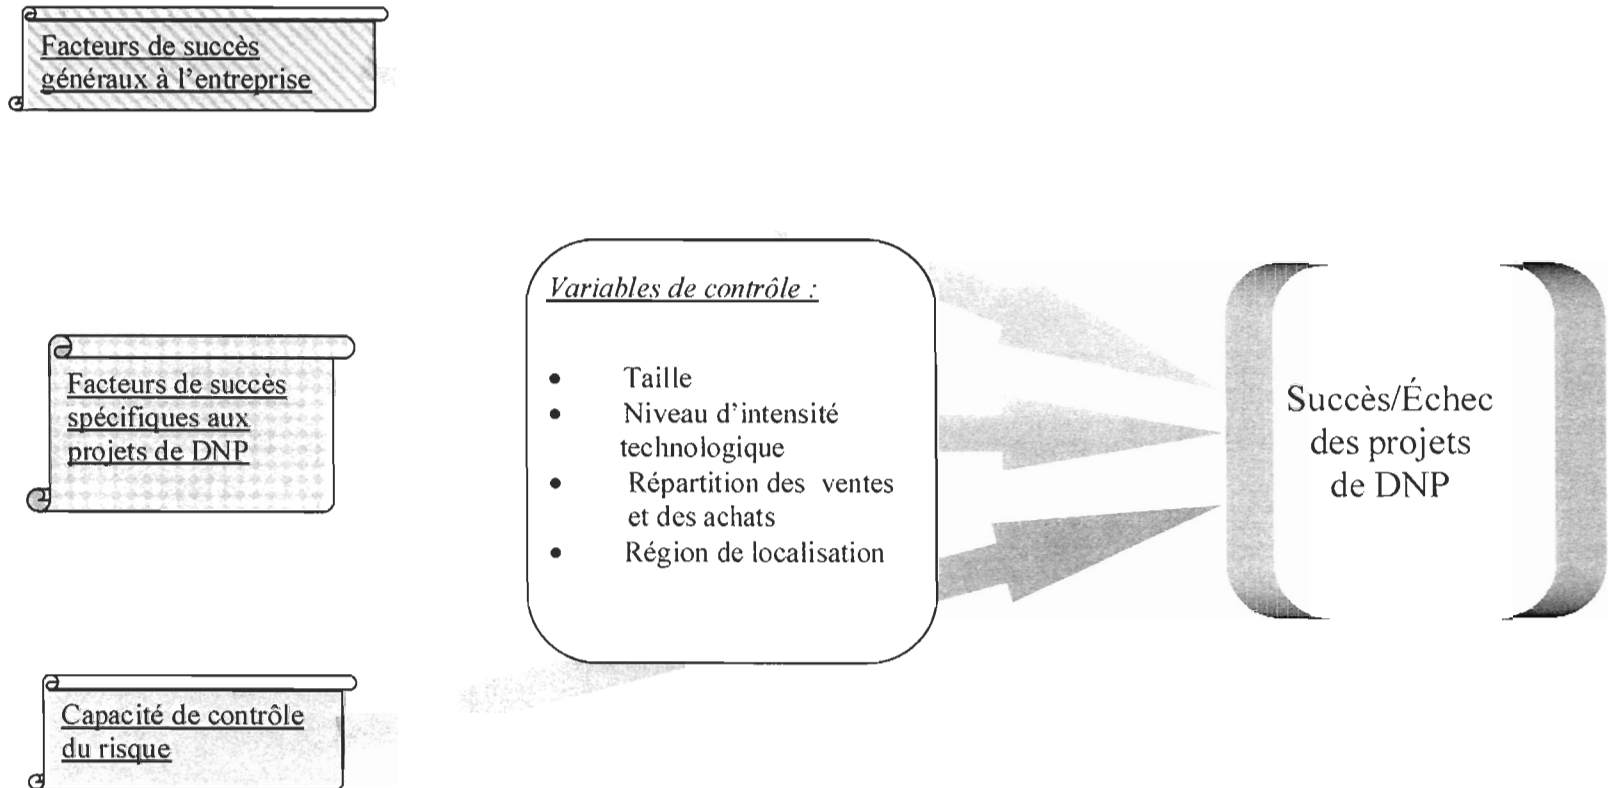 Facteurs de succès
généraux à l'entreprise
Facteurs de succès
spécifiques aux
projets de DNP
Capacité de contrôle
du risque
Variables de contrôle :
• Taille
• Niveau d'intensité
technologique
• Répartition des ventes
et des achats
• Région de localisation
Succès/Échec
des projets
de DNP